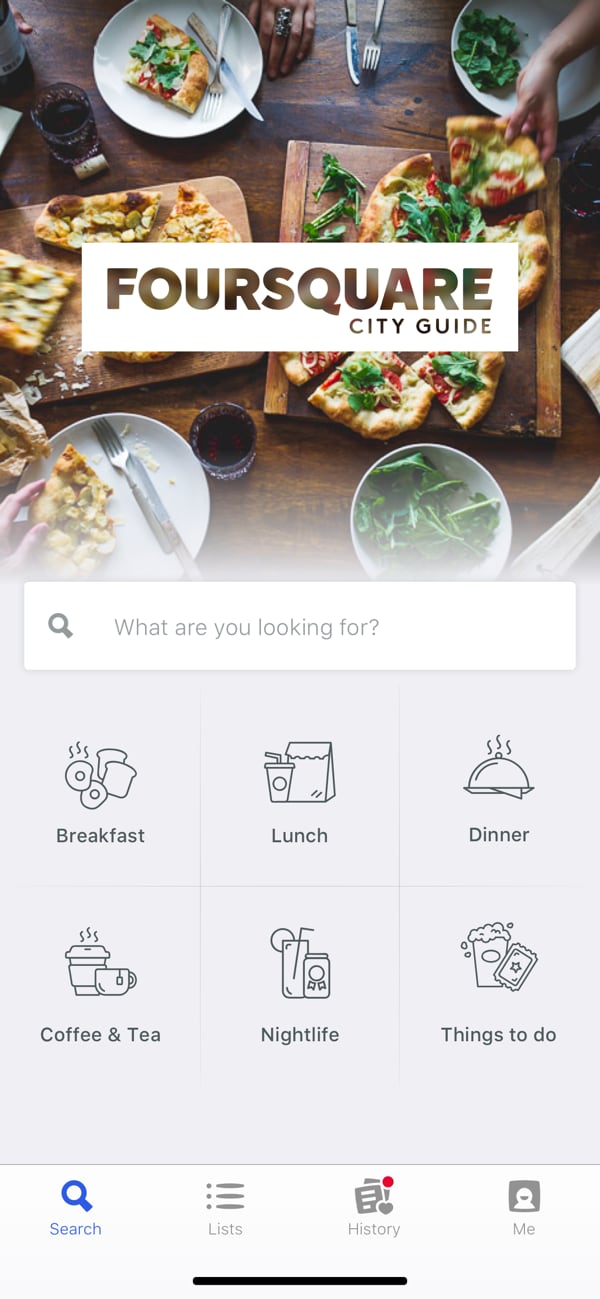 FOURSQUARE
CITY GUIDE
What are you looking for?
Breakfast
Lunch
Dinner
Coffee & Tea
Nightlife
Things to do
Search
Lists
History
Me